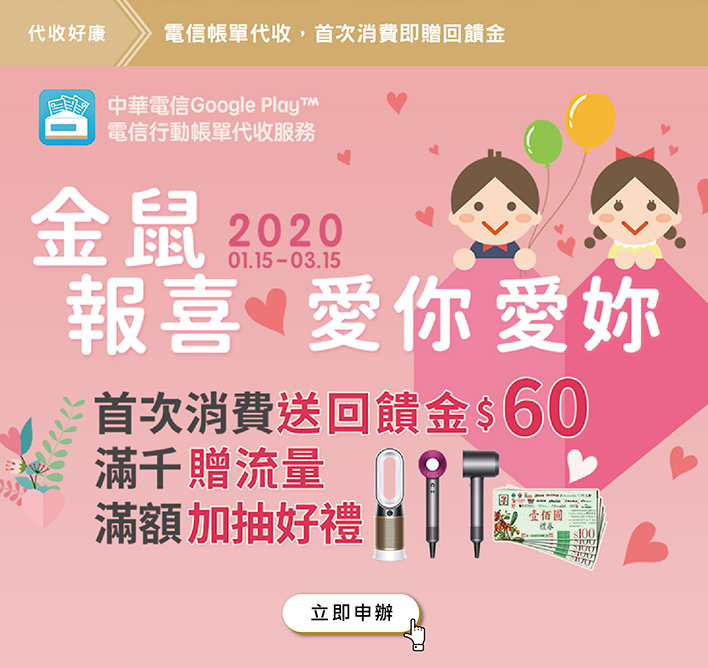 代收好康
電信帳單代收，首次消費即贈回饋金
中華電信Google Play™
電信行動帳單代收服務
金鼠 2020
01.15-03.15
報喜 愛你愛妳
首次消費送回饋金$60
滿千贈流量
滿額加抽好禮
壹佰圓
禮券
$100
立即申辦